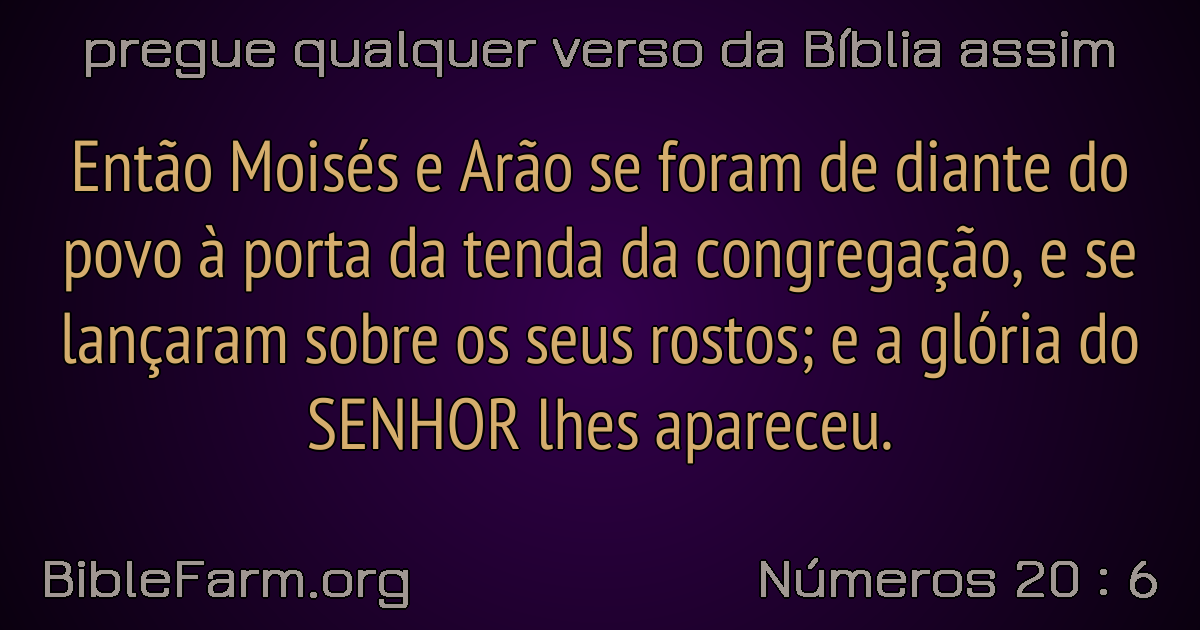 pregue qualquer verso da Bíblia assim
Então Moisés e Arão se foram de diante do
povo à porta da tenda da congregação, e se
lançaram sobre os seus rostos; e a glória do
SENHOR lhes apareceu.
BibleFarm.org
Números 20 : 6